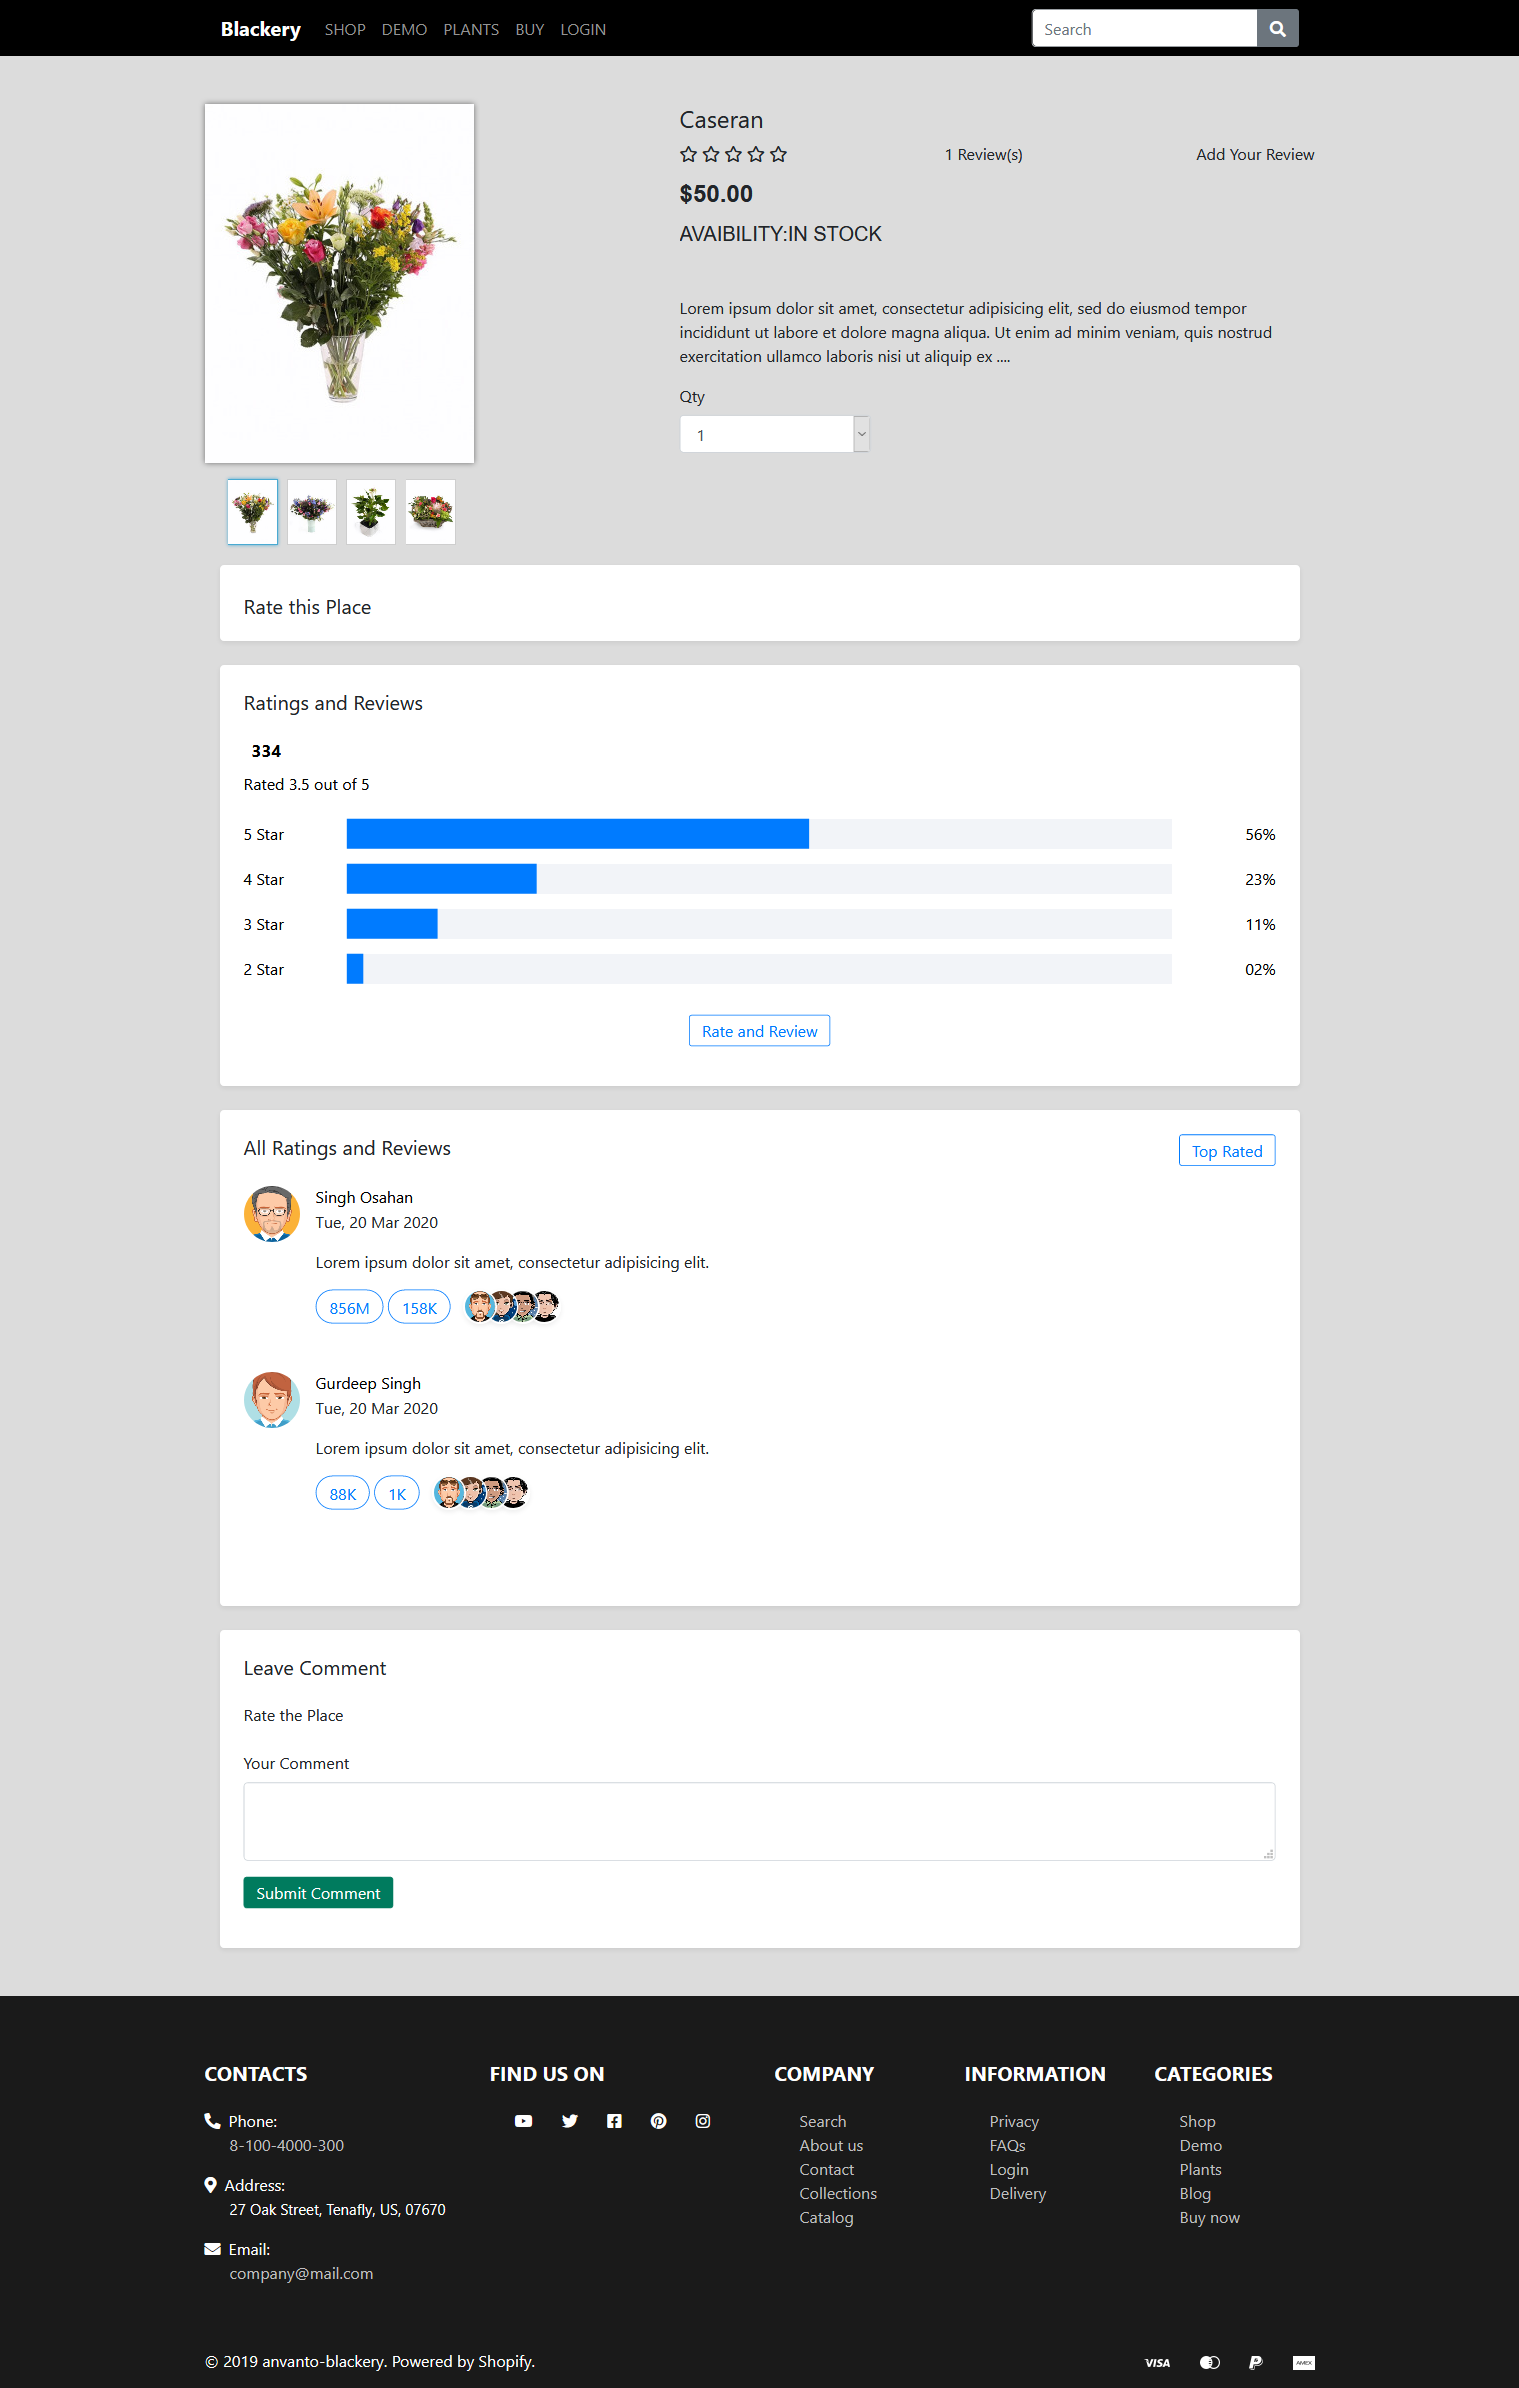 Blackery SHOP DEMO PLANTS BUY LOGIN Search
Caseran
1 Review(s) Add Your Review
$50.00
AVAIBILITY:IN STOCK
Lorem ipsum dolor sit amet, consectetur adipisicing elit, sed do eiusmod tempor
incididunt ut labore et dolore magna aliqua. Ut enim ad minim veniam, quis nostrud
exercitation ullamco laboris nisi ut aliquip ex ....
Qty
1
Rate this Place
Ratings and Reviews
334
Rated 3.5 out of 5
5 Star 56%
4 Star 23%
3 Star 11%
2 Star 02%
Rate and Review
All Ratings and Reviews Top Rated
Singh Osahan
Tue, 20 Mar 2020
Lorem ipsum dolor sit amet, consectetur adipisicing elit.
856M 158K
Gurdeep Singh
Tue, 20 Mar 2020
Lorem ipsum dolor sit amet, consectetur adipisicing elit.
88K 1K
Leave Comment
Rate the Place
Your Comment
Submit Comment
CONTACTS
Phone:
8-100-4000-300
Address:
27 Oak Street, Tenafly, US, 07670
Email:
company@mail.com
FIND US ON
COMPANY
Search
About us
Contact
Collections
Catalog
INFORMATION
Privacy
FAQs
Login
Delivery
CATEGORIES
Shop
Demo
Plants
Blog
Buy now
© 2019 anvanto-blackery. Powered by Shopify.
VISA AMEX